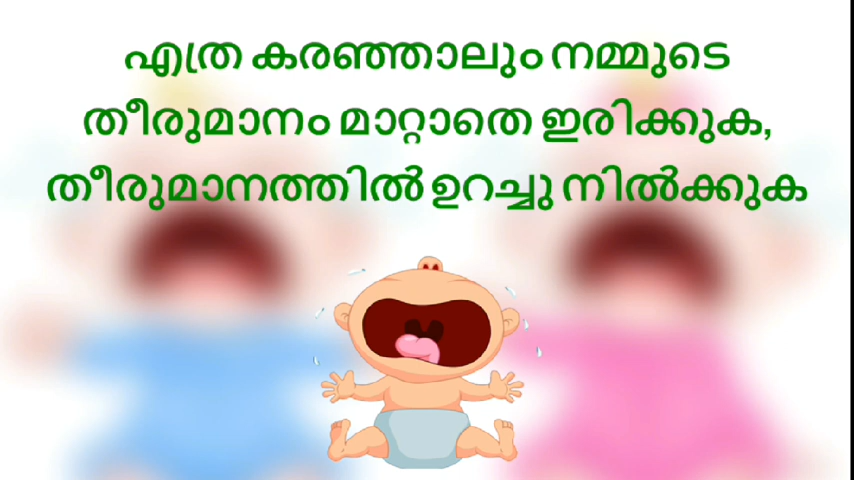 എത്ര കരഞ്ഞാലും നമ്മുടെ
തീരുമാനം മാറ്റാതെ ഇരിക്കുക,
തീരുമാനത്തിൽ ഉറച്ചു നിൽക്കുക